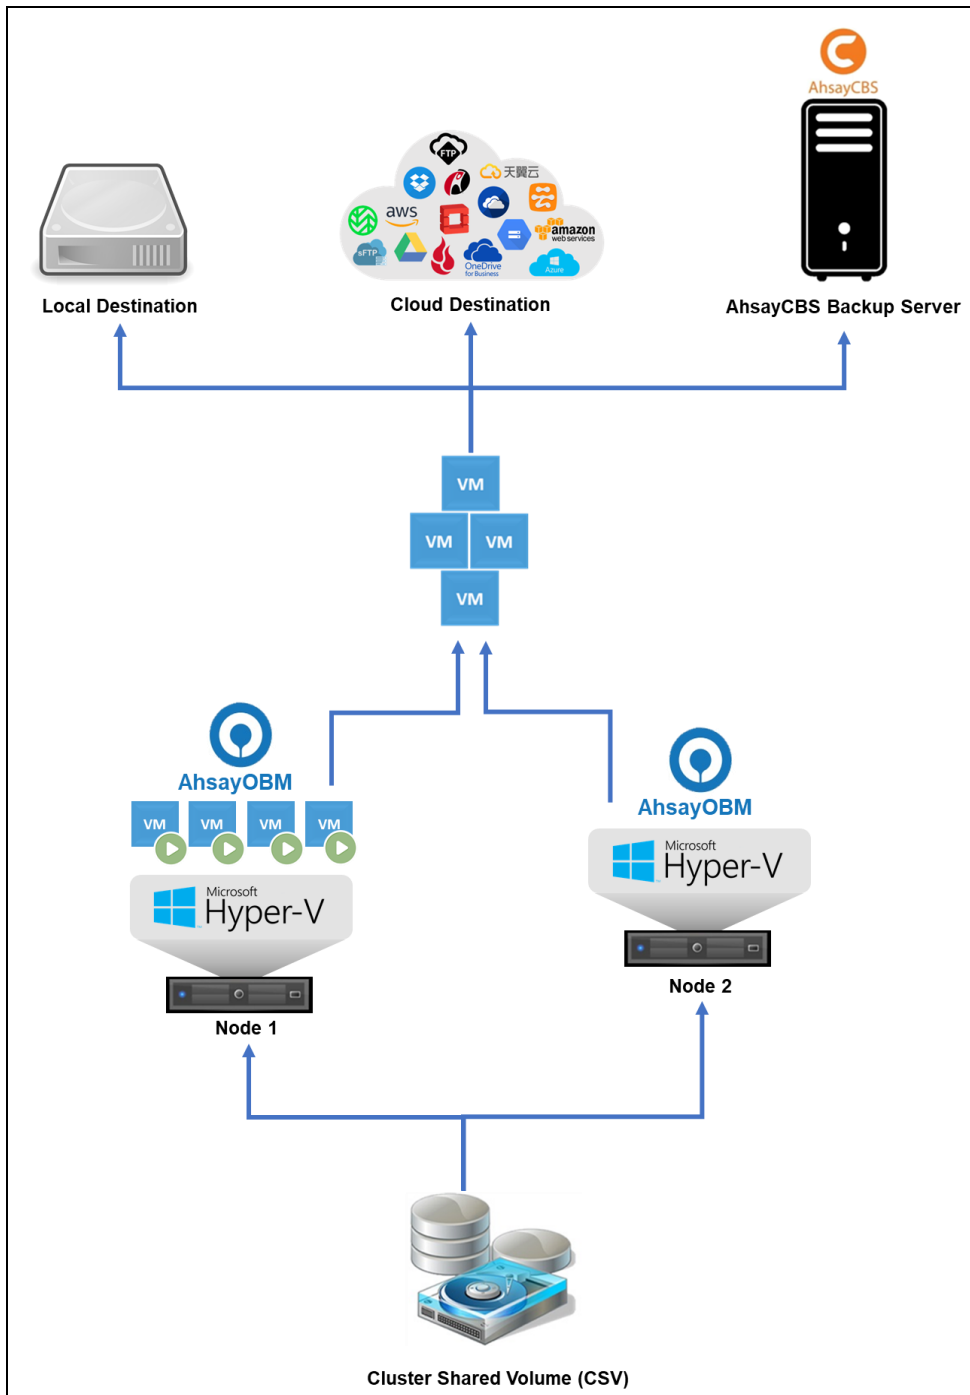 AhsayCBS
FTP
天翼云
aws
amazon
web services
sFTP
OneDrive
for Business
Azure
Local Destination
Cloud Destination
AhsayCBS Backup Server
VM
VM VM
VM
AhsayOBM
VM VM VM VM
Microsoft
Hyper-V
Node 1
AhsayOBM
Microsoft
Hyper-V
Node 2
Cluster Shared Volume (CSV)